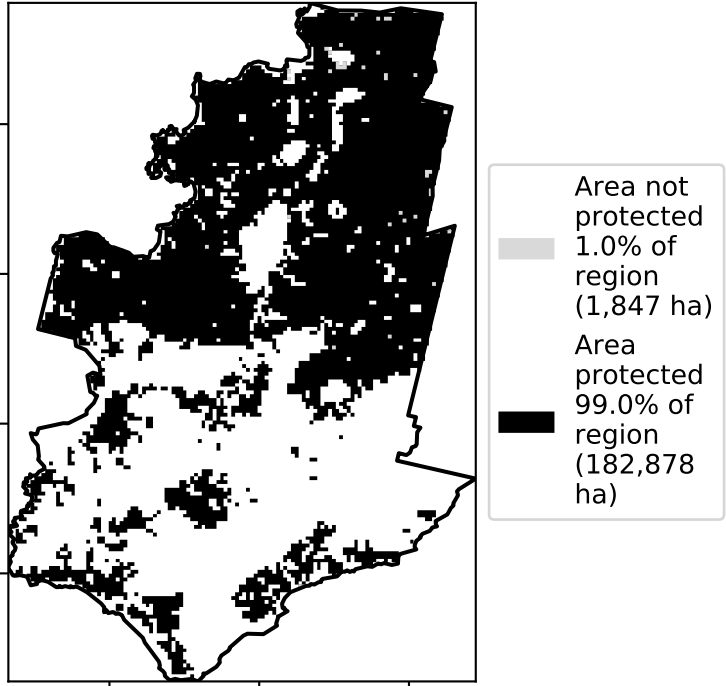 Area not
protected
1.0% of
region
(1,847 ha)
Area
protected
99.0% of
region
(182,878
ha)